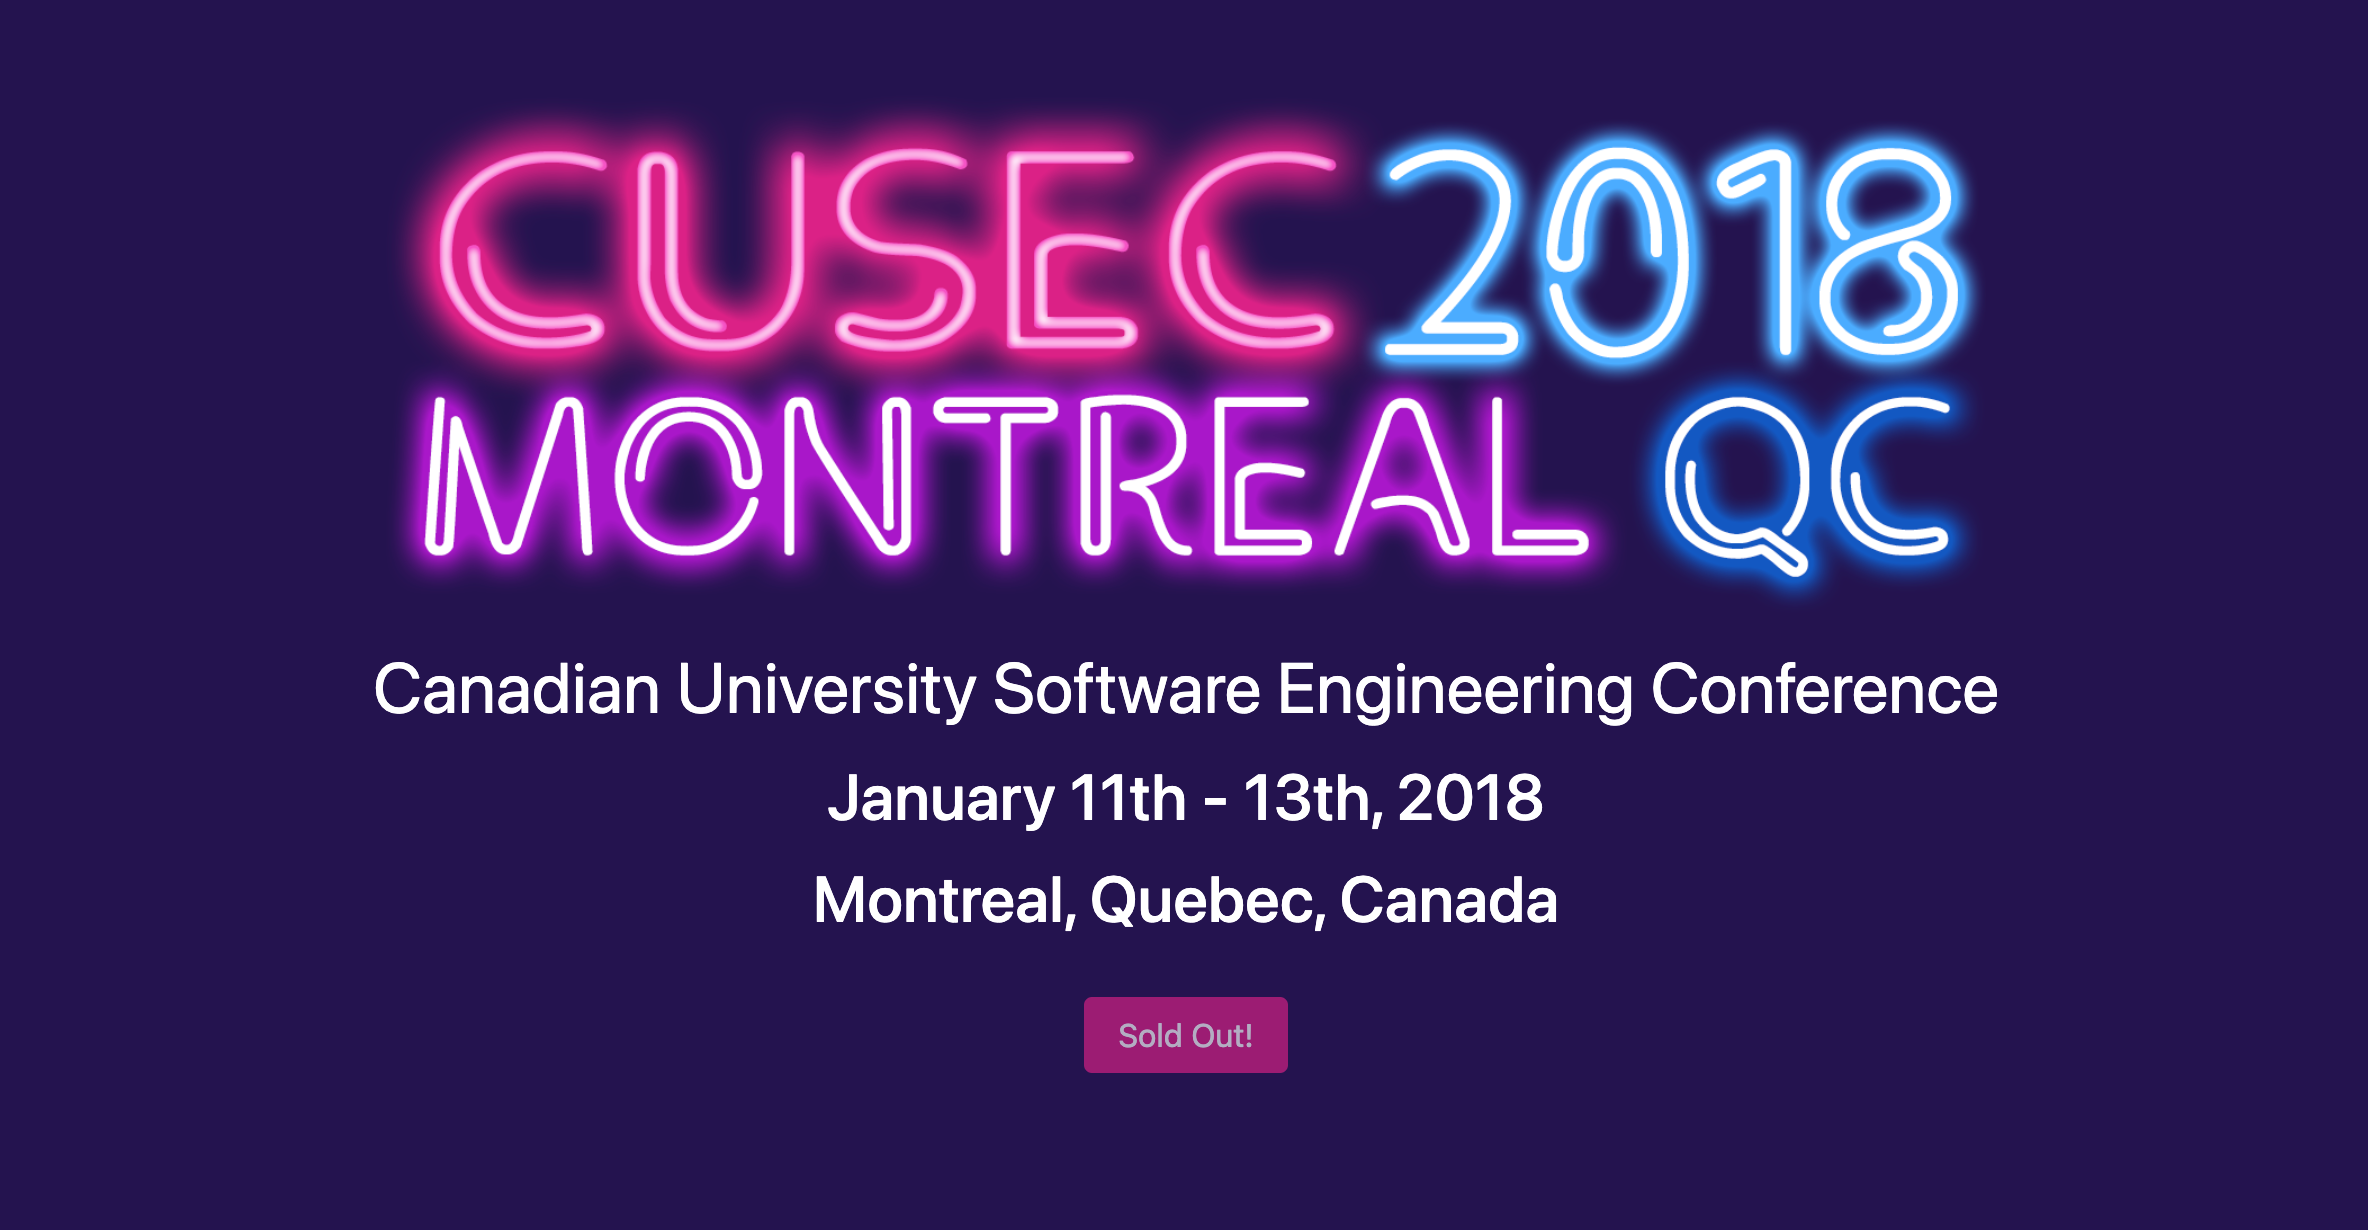 CUSEC 2018
MONTREAL QC
Canadian University Software Engineering Conference
January 11th - 13th, 2018
Montreal, Quebec, Canada
Sold Out!